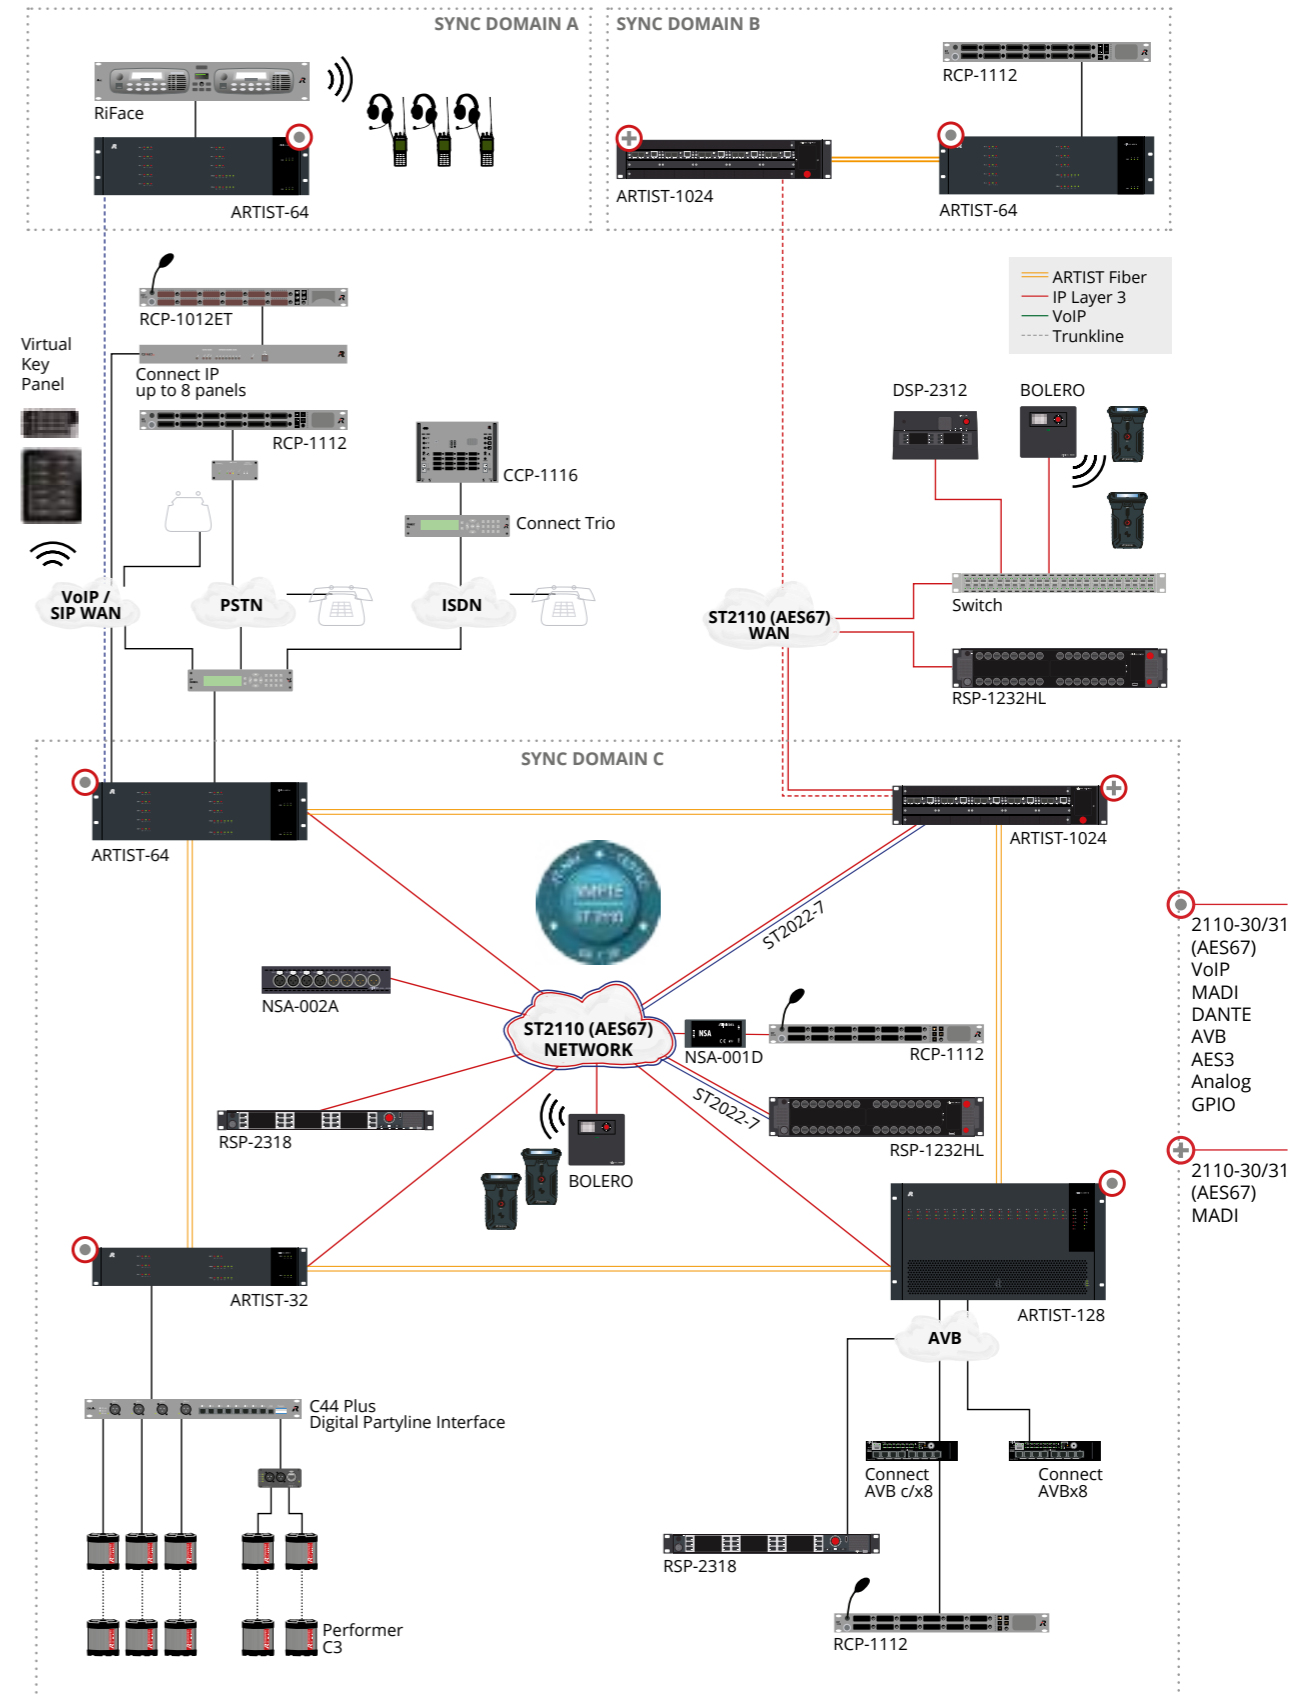 SYNC DOMAIN A
SYNC DOMAIN B
RCP-1112
RiFace
ARTIST-64
ARTIST-1024
ARTIST-64
ARTIST Fiber
IP Layer 3
VoIP
Trunkline
RCP-1012ET
Virtual
Key
Panel
Connect IP
up to 8 panels
RCP-1112
CCP-1116
Connect Trio
DSP-2312
BOLERO
VoIP /
SIP WAN
PSTN
ISDN
ST2110 (AES67)
WAN
Switch
RSP-1232HL
SYNC DOMAIN C
ARTIST-64
ARTIST-1024
ST2022-7
2110-30/31
(AES67)
VoIP
MADI
DANTE
AVB
AES3
Analog
GPIO
NSA-002A
ST2110 (AES67)
NETWORK
NSA
NSA-001D
RCP-1112
ST2022-7
RSP-2318
RSP-1232HL
BOLERO
2110-30/31
(AES67)
MADI
ARTIST-32
ARTIST-128
AVB
C44 Plus
Digital Partyline Interface
Connect
AVB c/x8
Connect
AVBx8
RSP-2318
Performer
C3
RCP-1112